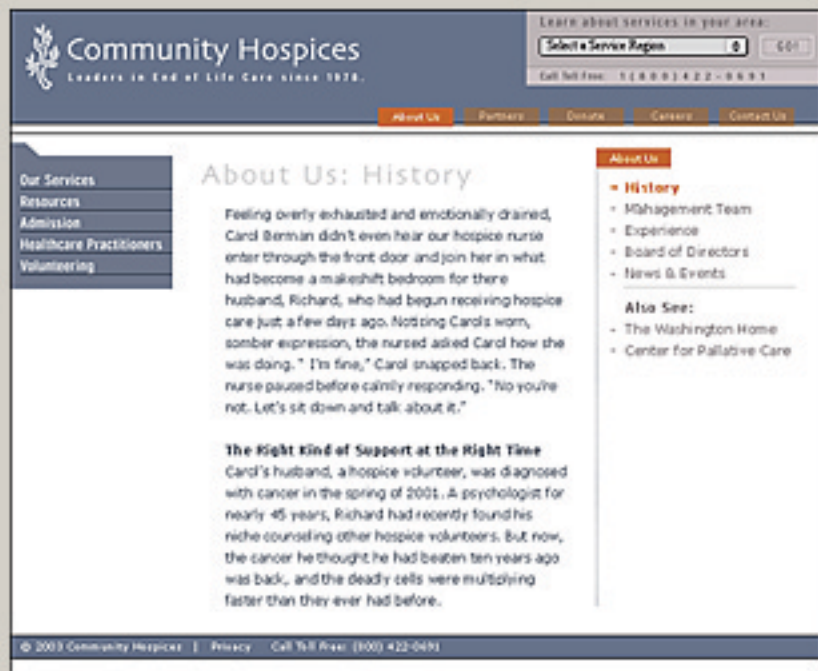 Learn about services in your area:
Community Hospices
Select a Service Region
GO!
Leaders in End of Life Care since 1978.
Call Toll Free: 1(800)422-0691
About Us
Partners
Donate
Careers
Contact Us
Our Services
Resources
Admission
Healthcare Practitioners
Volunteering
About Us: History
Feeling overly exhausted and emotionally drained,
Carol Berman didn't even hear our hospice nurse
enter through the front door and join her in what
had become a makeshift bedroom for there
husband, Richard, who had begun receiving hospice
care just a few days ago. Noticing Carols worn,
somber expression, the nursed asked Carol how she
was doing. " I'm fine," Carol snapped back. The
nurse paused before calmly responding. "No you're
not. Let's sit down and talk about it."
The Right Kind of Support at the Right Time
Carol's husband, a hospice volunteer, was diagnosed
with cancer in the spring of 2001. A psychologist for
nearly 45 years, Richard had recently found his
niche counseling other hospice volunteers. But now,
the cancer he thought he had beaten ten years ago
was back, and the deadly cells were multiplying
faster than they ever had before.
About Us
History
Management Team
Experience
Board of Directors
News & Events
Also See:
The Washington Home
Center for Pallative Care
© 2003 Community Hospices | Privacy Call Toll Free: (800) 422-0691